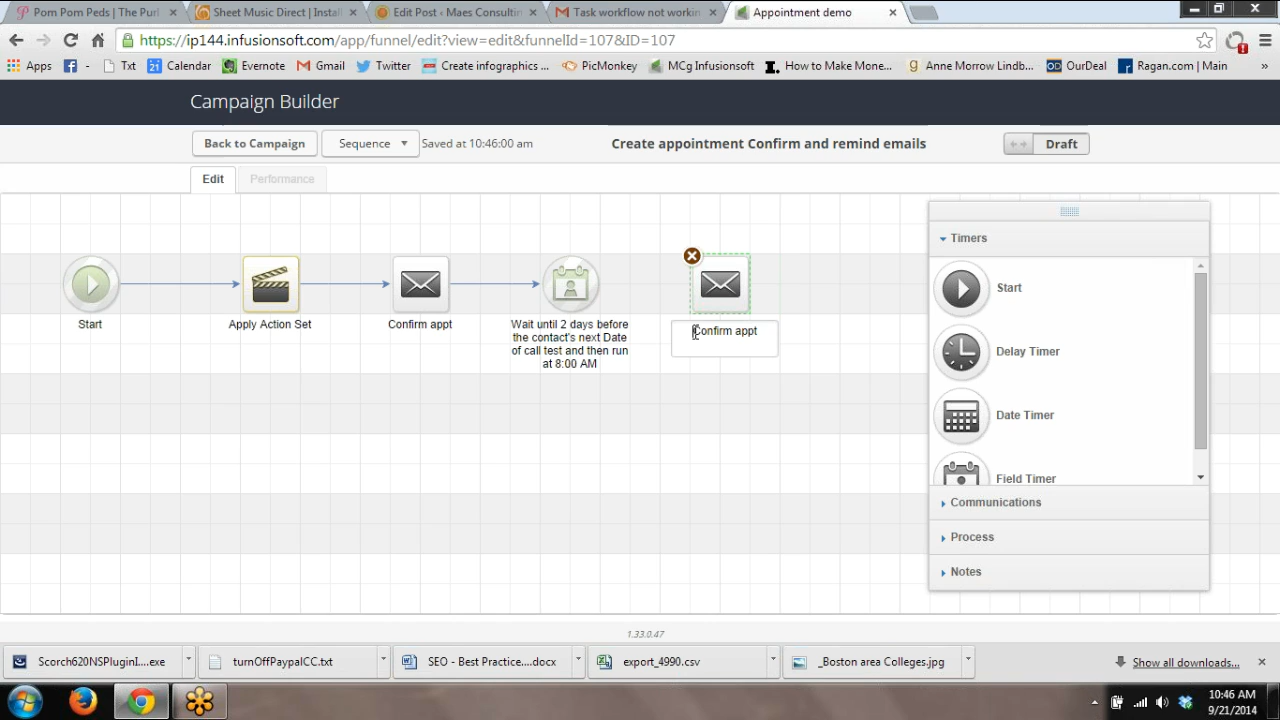 Pom Pom Peds | The Purl
Sheet Music Direct | Install
Edit Post ‹ Maes Consultin
Task workflow not workin
Appointment demo
https://ip144.infusionsoft.com/app/funnel/edit?view=edit&funnelId=107&ID=107
Apps
-
Txt
21 Calendar
Evernote
Gmail
Twitter
Create infographics ...
PicMonkey
MCg Infusionsoft
How to Make Mone...
Anne Morrow Lindb...
OD OurDeal
Ragan.com | Main
»
Campaign Builder
Back to Campaign
Sequence
Saved at 10:46:00 am
Create appointment Confirm and remind emails
Draft
Edit
Performance
Timers
Start
Delay Timer
Date Timer
Field Timer
Communications
Process
Notes
Start
Apply Action Set
Confirm appt
Wait until 2 days before
the contact's next Date
of call test and then run
at 8:00 AM
Confirm appt
1.33.0.47
Scorch620NSPluginI....exe
turnOffPaypalCC.txt
SEO - Best Practice....docx
export_4990.csv
_Boston area Colleges.jpg
Show all downloads...
10:46 AM
9/21/2014